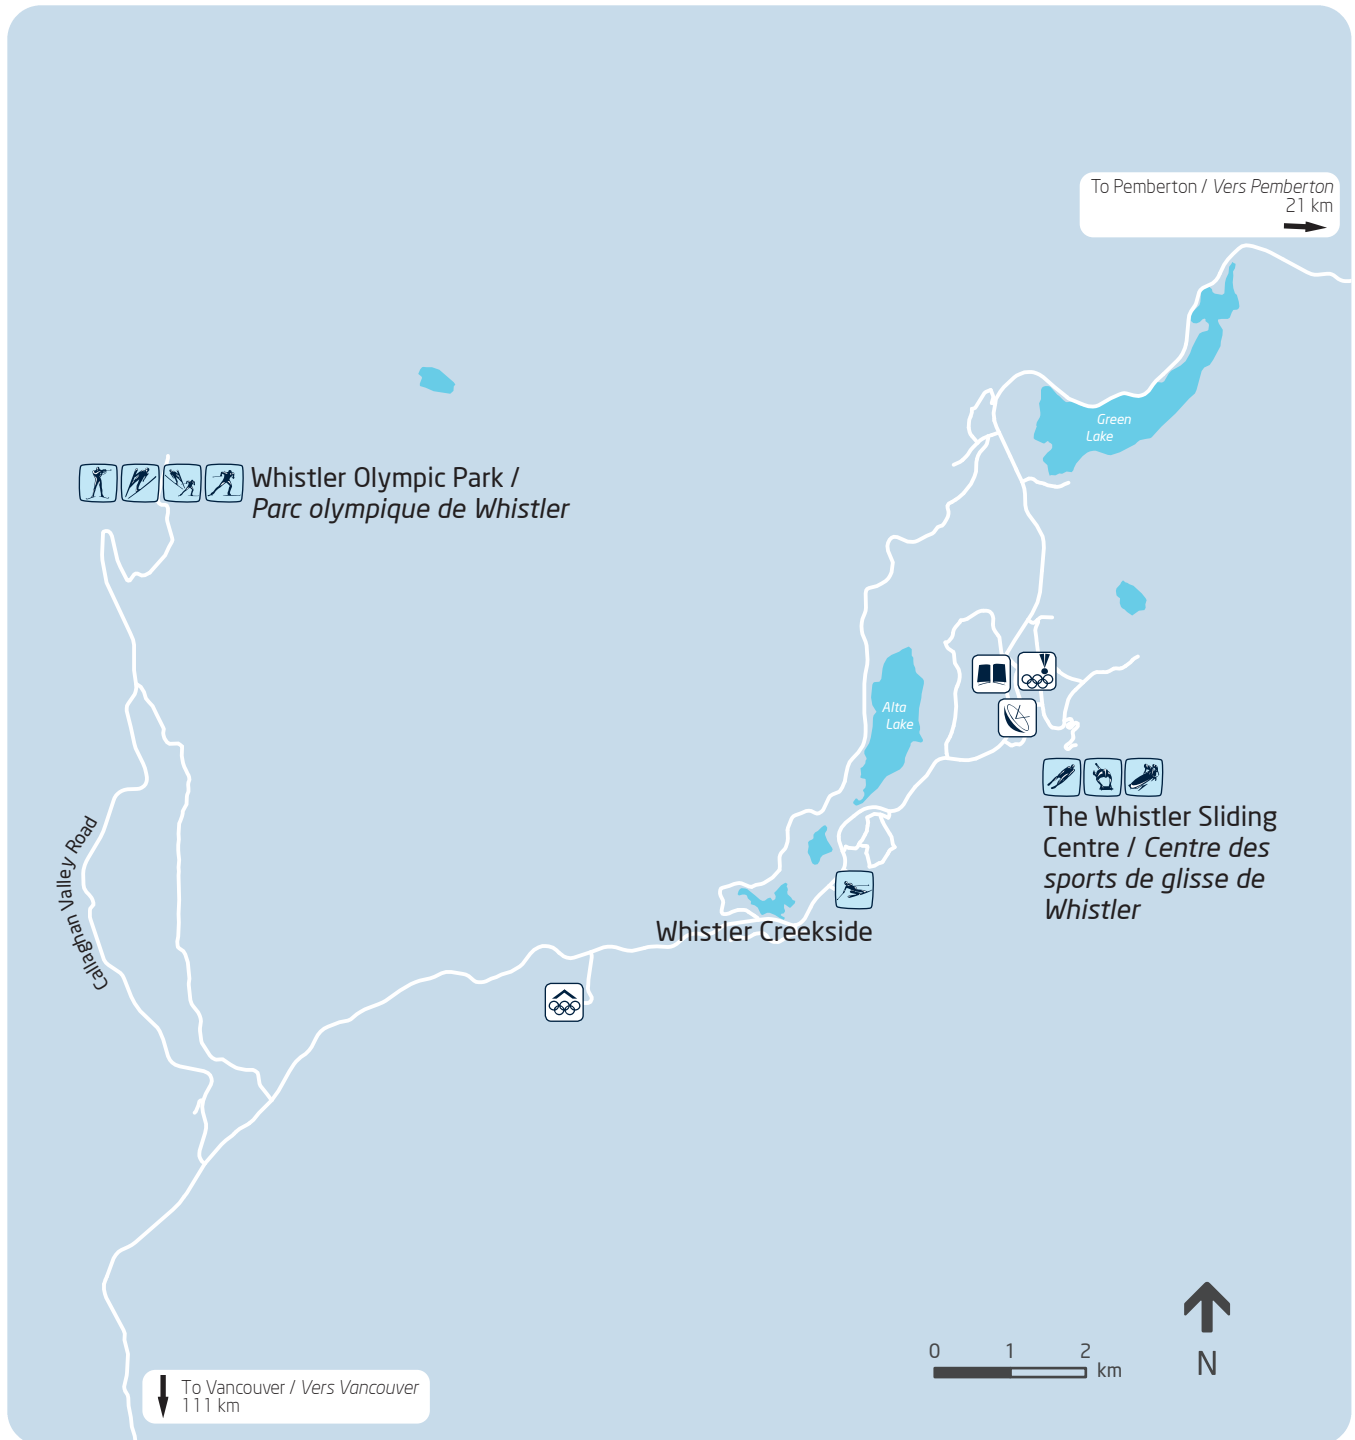 To Pemberton / Vers Pemberton
21 km
Green
Lake
Whistler Olympic Park /
Parc olympique de Whistler
Alta
Lake
The Whistler Sliding
Centre / Centre des
sports de glisse de
Whistler
Callaghan Valley Road
Whistler Creekside
0 1 2
km
N
To Vancouver / Vers Vancouver
111 km